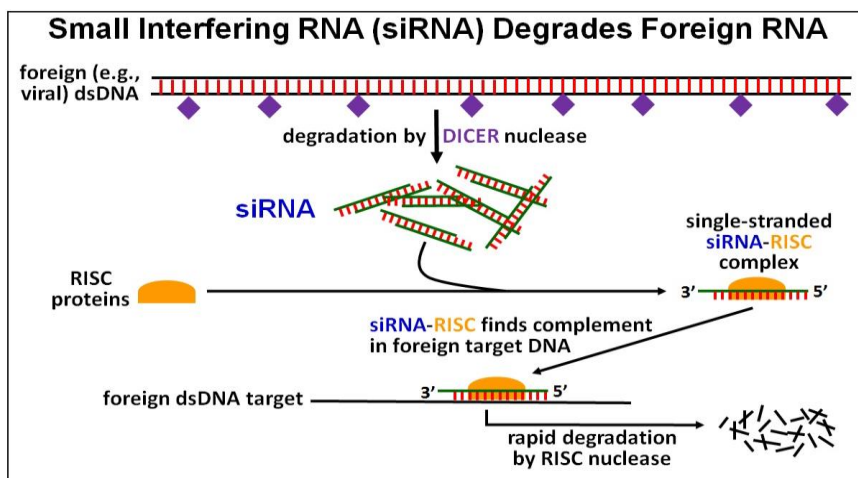 Small Interfering RNA (siRNA) Degrades Foreign RNA
foreign (e.g.,
viral) dsDNA
degradation by DICER nuclease
siRNA
single-stranded
siRNA-RISC
complex
RISC
proteins
3’ 5’
siRNA-RISC finds complement
in foreign target DNA
3’ 5’
foreign dsDNA target
rapid degradation
by RISC nuclease